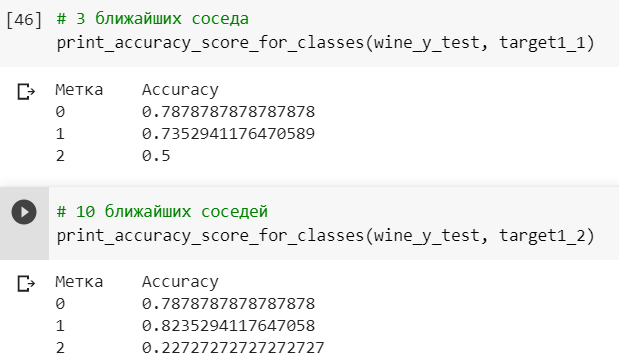 [46] # 3 ближайших соседа
print_accuracy_score_for_classes(wine_y_test, target1_1)
Метка Accuracy
0 0.7878787878787878
1 0.7352941176470589
2 0.5
# 10 ближайших соседей
print_accuracy_score_for_classes(wine_y_test, target1_2)
Метка Accuracy
0 0.7878787878787878
1 0.8235294117647058
2 0.22727272727272727